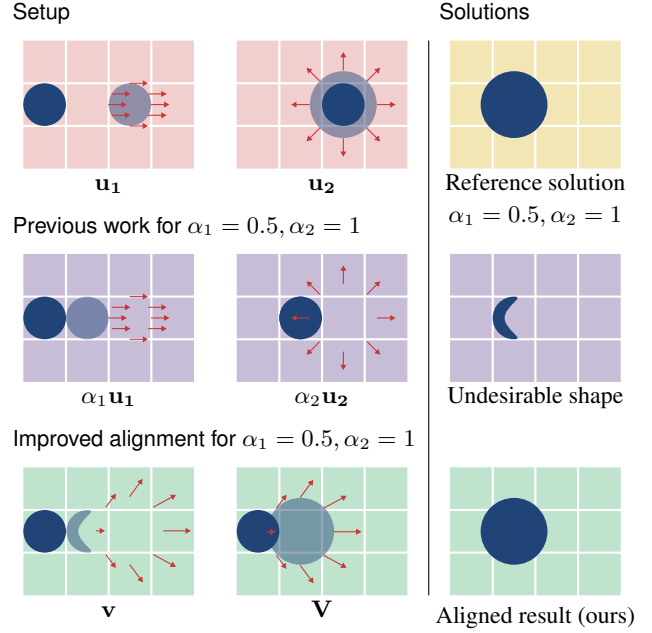 Setup
Solutions
u₁
u₂
Reference solution
α₁ = 0.5, α₂ = 1
Previous work for α₁ = 0.5, α₂ = 1
α₁u₁
α₂u₂
Undesirable shape
Improved alignment for α₁ = 0.5, α₂ = 1
v
V
Aligned result (ours)